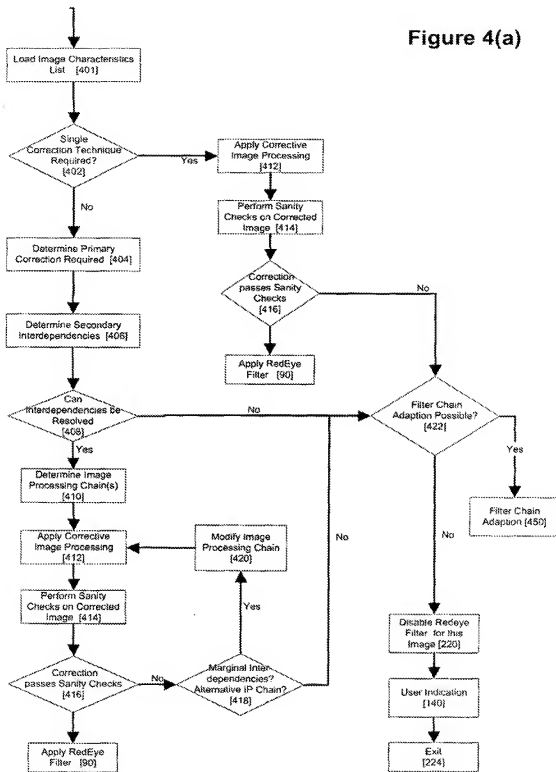 Figure 4(a)
Load Image Characteristics
List [401]
Single
Correction Technique
Required?
[402]
Yes
No
Apply Corrective
Image Processing
[412]
Perform Sanity
Checks on Corrected
Image [414]
Correction
passes Sanity
Checks
[416]
No
Apply RedEye
Filter [90]
Determine Primary
Correction Required [404]
Determine Secondary
Interdependencies [406]
Can
Interdependencies be
Resolved
[408]
No
Yes
Filter Chain
Adaption Possible?
[422]
Yes
No
Filter Chain
Adaption [450]
Determine Image
Processing Chain(s)
[410]
Apply Corrective
Image Processing
[412]
Modify Image
Processing Chain
[420]
No
Perform Sanity
Checks on Corrected
Image [414]
Yes
Correction
passes Sanity Checks
[416]
No
Marginal Inter-
dependencies?
Alternative IP Chain?
[418]
Apply RedEye
Filter [90]
Disable Redeye
Filter for this
Image [220]
User Indication
[140]
Exit
[224]